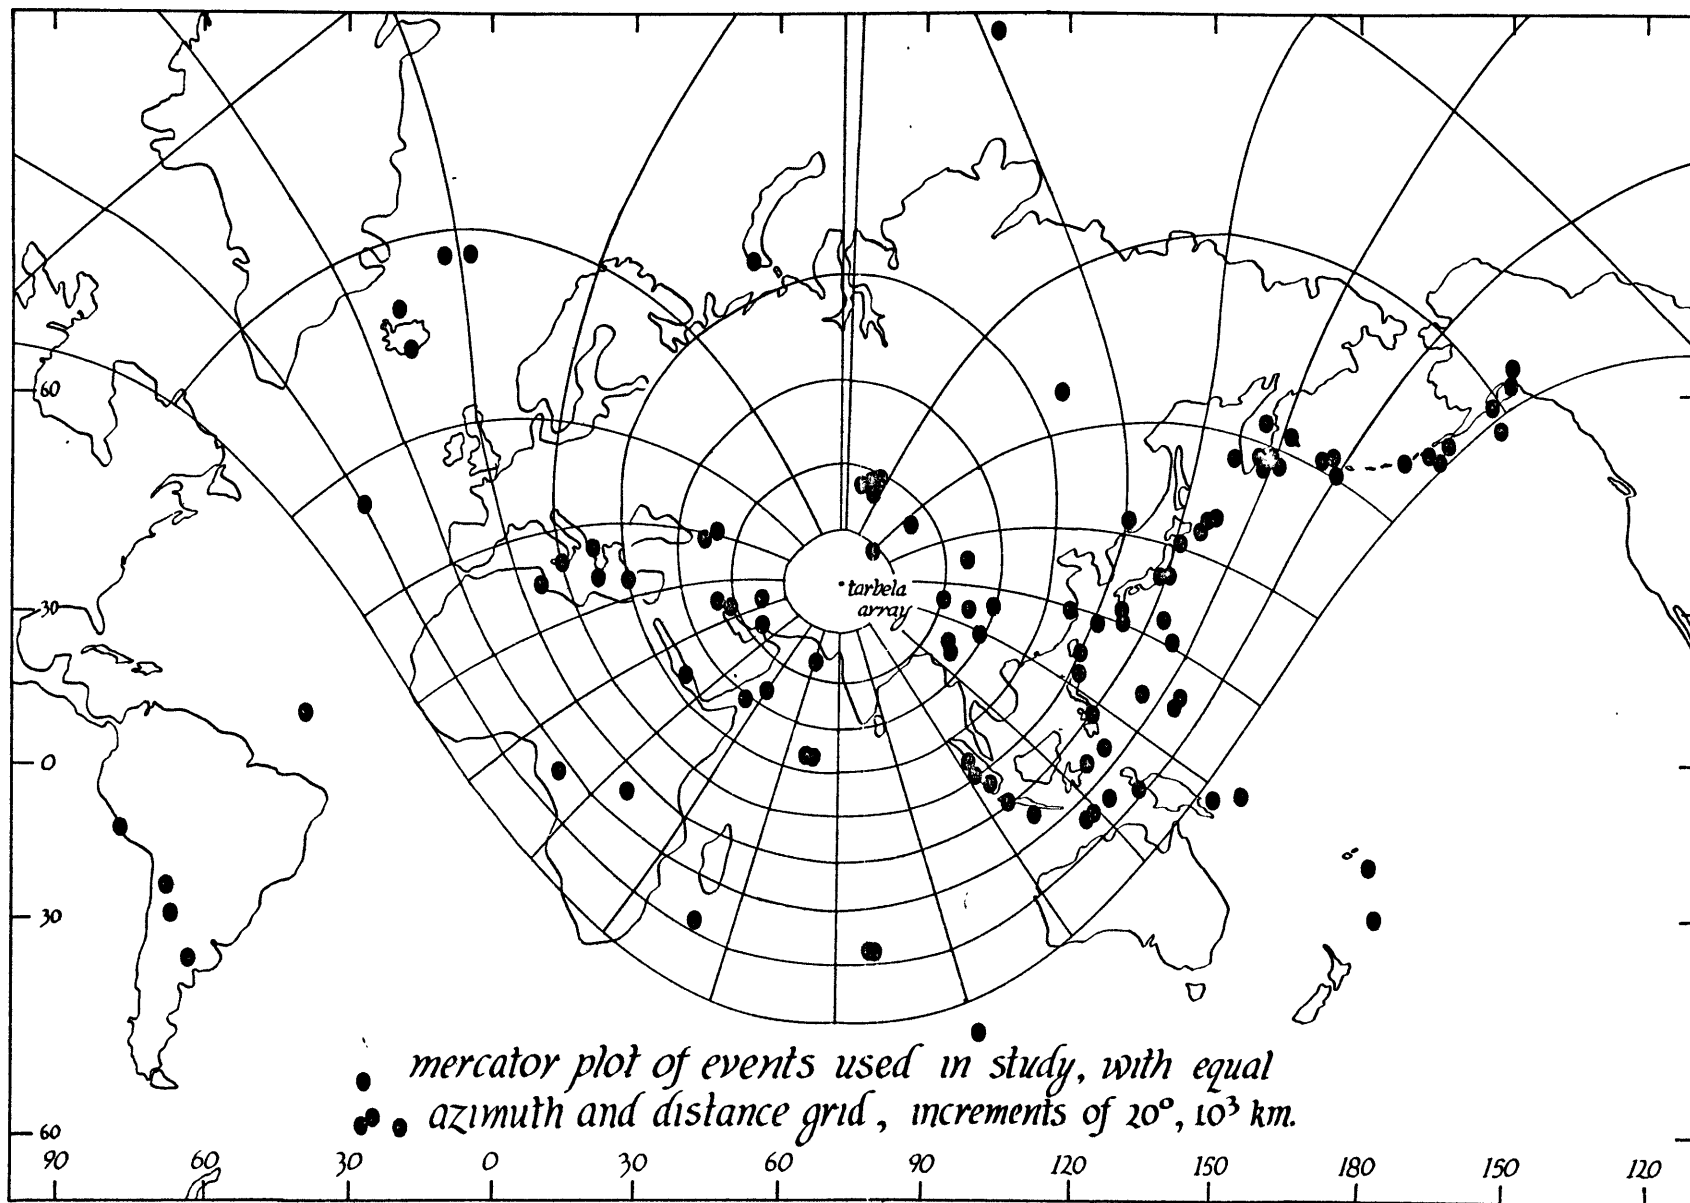 tarbela
array
60
30
0
30
60
mercator plot of events used in study, with equal
azimuth and distance grid, increments of 20°, 10³ km.
90 60 30 0 30 60 90 120 150 180 150 120